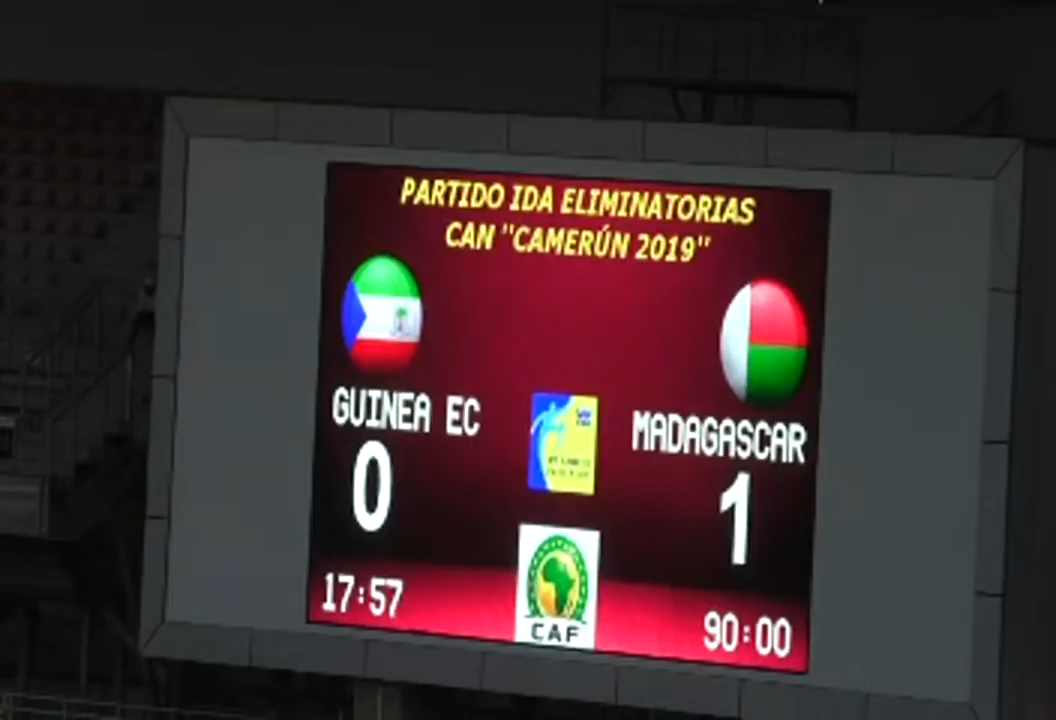 PARTIDO IDA ELIMINATORIAS
CAN "CAMERÚN 2019"
GUINEA EC
MADAGASCAR
0
1
CAF
17:57
90:00